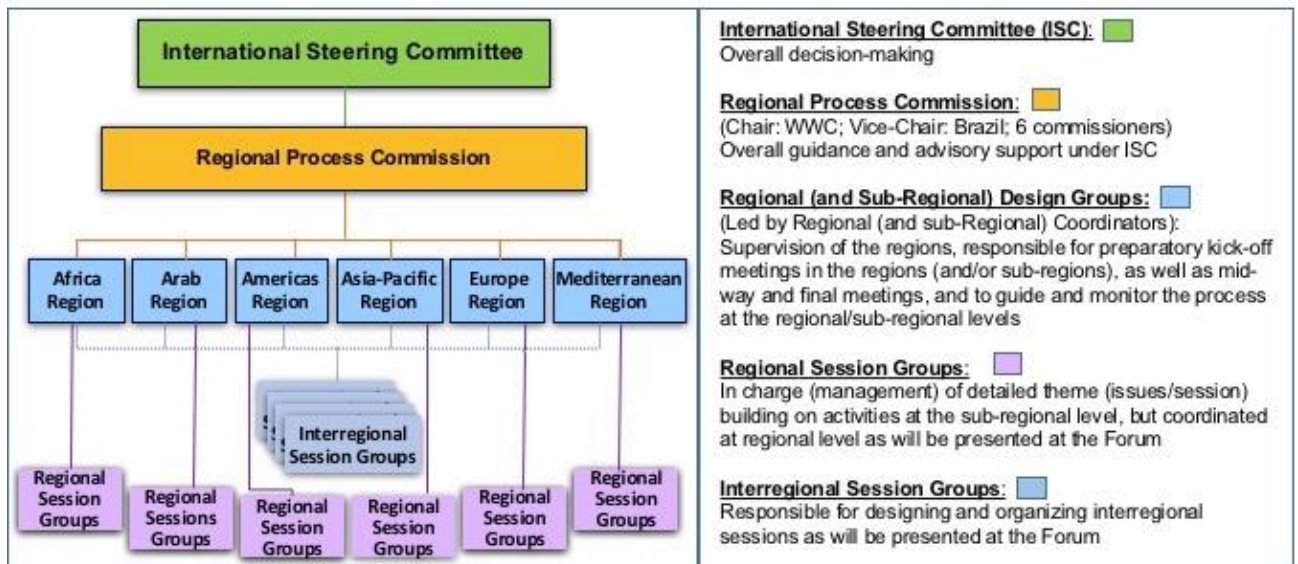 International Steering Committee
Regional Process Commission
Africa
Region
Arab
Region
Americas
Region
Asia-Pacific
Region
Europe
Region
Mediterranean
Region
Interregional
Session Groups
Regional
Session
Groups
Regional
Sessions
Groups
Regional
Session
Groups
Regional
Session
Groups
Regional
Session
Groups
Regional
Session
Groups
International Steering Committee (ISC):
Overall decision-making
Regional Process Commission:
(Chair: WWC; Vice-Chair: Brazil; 6 commissioners)
Overall guidance and advisory support under ISC
Regional (and Sub-Regional) Design Groups:
(Led by Regional (and sub-Regional) Coordinators):
Supervision of the regions, responsible for preparatory kick-off
meetings in the regions (and/or sub-regions), as well as mid-
way and final meetings, and to guide and monitor the process
at the regional/sub-regional levels
Regional Session Groups:
In charge (management) of detailed theme (issues/session)
building on activities at the sub-regional level, but coordinated
at regional level as will be presented at the Forum
Interregional Session Groups:
Responsible for designing and organizing interregional
sessions as will be presented at the Forum